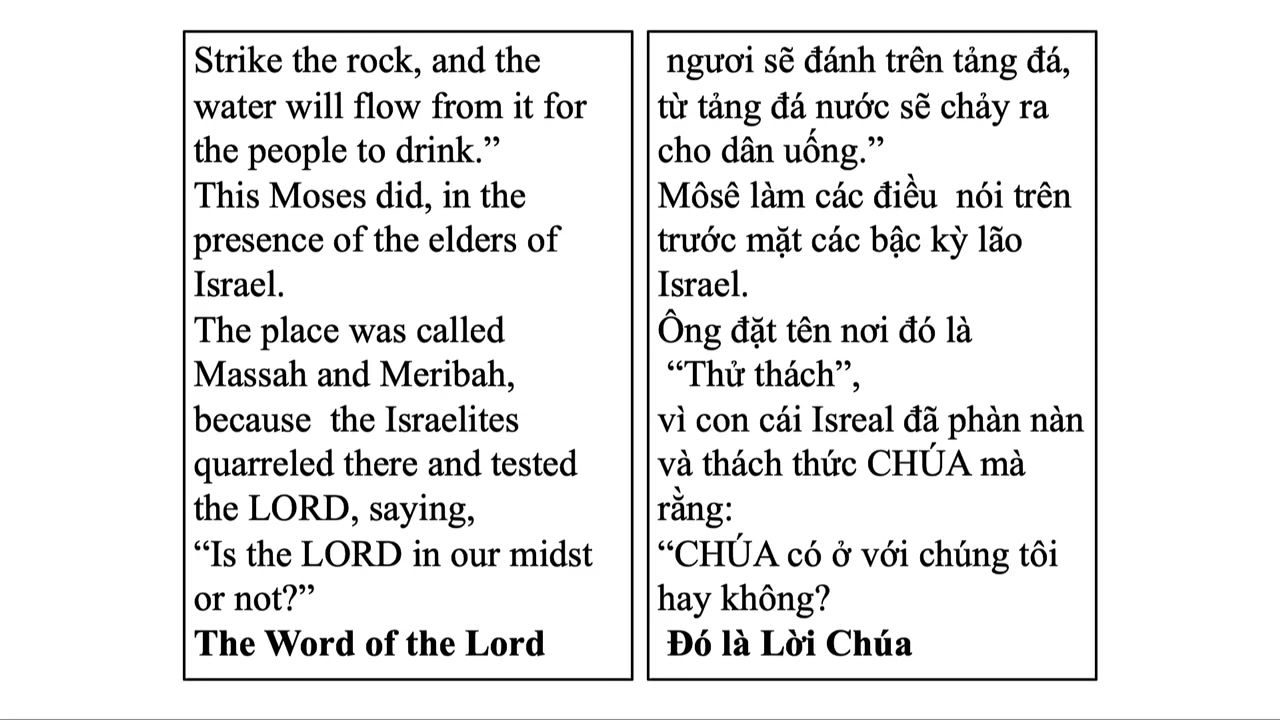 Strike the rock, and the
water will flow from it for
the people to drink.”
This Moses did, in the
presence of the elders of
Israel.
The place was called
Massah and Meribah,
because  the Israelites
quarreled there and tested
the LORD, saying,
“Is the LORD in our midst
or not?”
The Word of the Lord
ngươi sẽ đánh trên tảng đá,
từ tảng đá nước sẽ chảy ra
cho dân uống.”
Môsê làm các điều  nói trên
trước mặt các bậc kỳ lão
Israel.
Ông đặt tên nơi đó là
“Thử thách”,
vì con cái Isreal đã phàn nàn
và thách thức CHÚA mà
rằng:
“CHÚA có ở với chúng tôi
hay không?
Đó là Lời Chúa